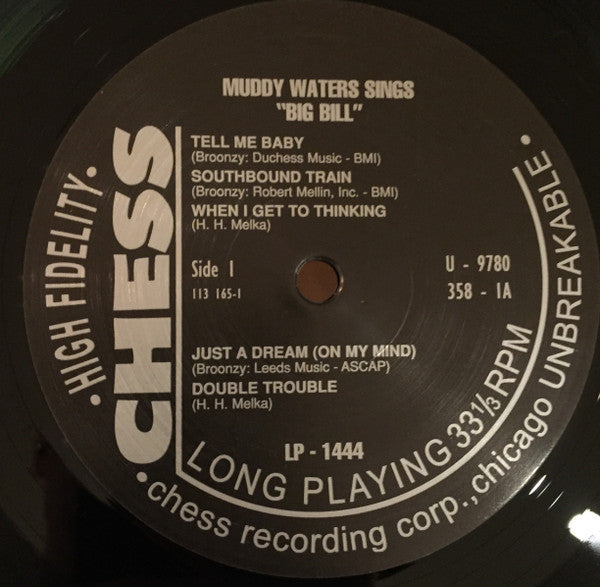 MUDDY WATERS SINGS
"BIG BILL"
TELL ME BABY
(Broonzy: Duchess Music - BMI)
SOUTHBOUND TRAIN
(Broonzy: Robert Mellin, Inc. - BMI)
WHEN I GET TO THINKING
(H. H. Melka)
Side 1
113 165-1
U - 9780
358 - 1A
JUST A DREAM (ON MY MIND)
(Broonzy: Leeds Music - ASCAP)
DOUBLE TROUBLE
(H. H. Melka)
LP - 1444
CHESS
• HIGH FIDELITY •
LONG PLAYING 33 1/3 RPM
• chess recording corp., chicago UNBREAKABLE •